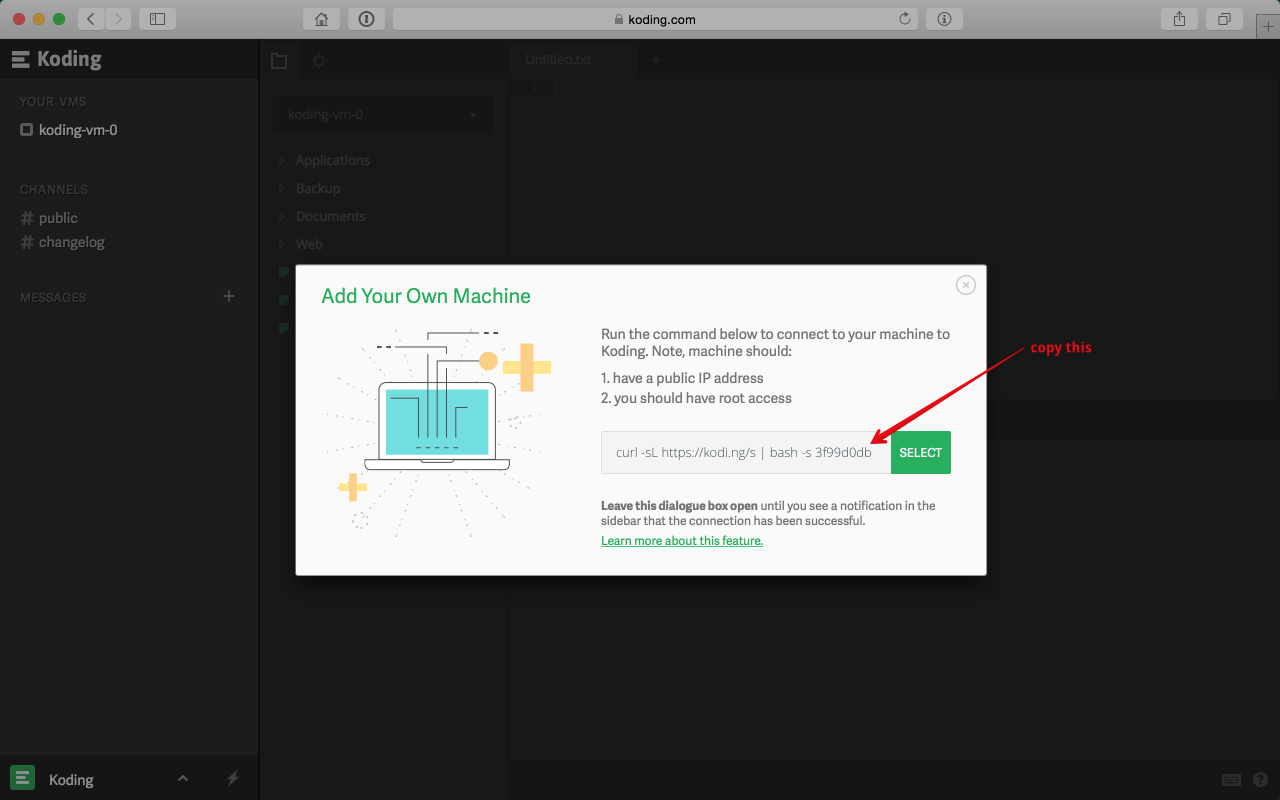 koding.com
Koding
YOUR VMS
koding-vm-0
CHANNELS
# public
# changelog
MESSAGES
Untitled.txt
1
koding-vm-0
Applications
Backup
Documents
Web
Add Your Own Machine
Run the command below to connect to your machine to
Koding. Note, machine should:
1. have a public IP address
2. you should have root access
curl -sL https://kodi.ng/s | bash -s 3f99d0db
SELECT
Leave this dialogue box open until you see a notification in the
sidebar that the connection has been successful.
Learn more about this feature.
copy this
Koding